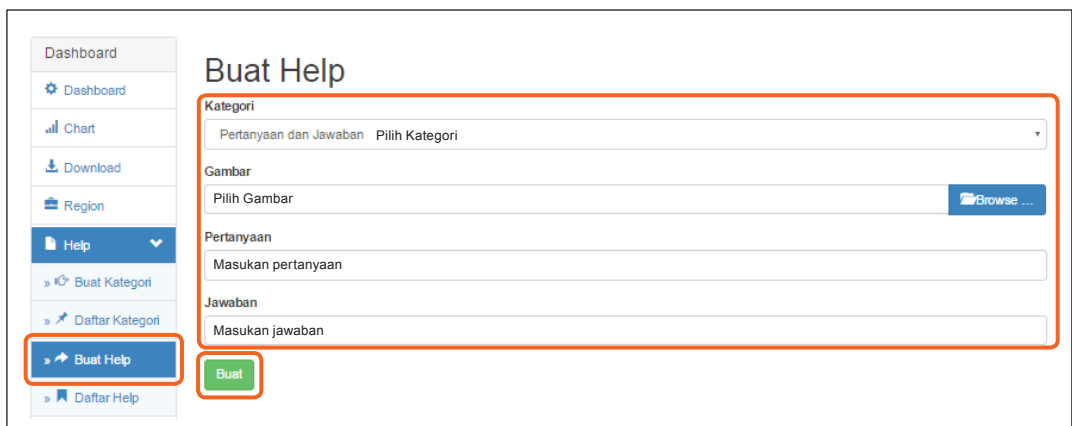 Dashboard
Dashboard
Chart
Download
Region
Help
» Buat Kategori
» Daftar Kategori
» Buat Help
» Daftar Help
Buat Help
Kategori
Pertanyaan dan Jawaban Pilih Kategori
Gambar
Pilih Gambar
Browse ...
Pertanyaan
Masukan pertanyaan
Jawaban
Masukan jawaban
Buat